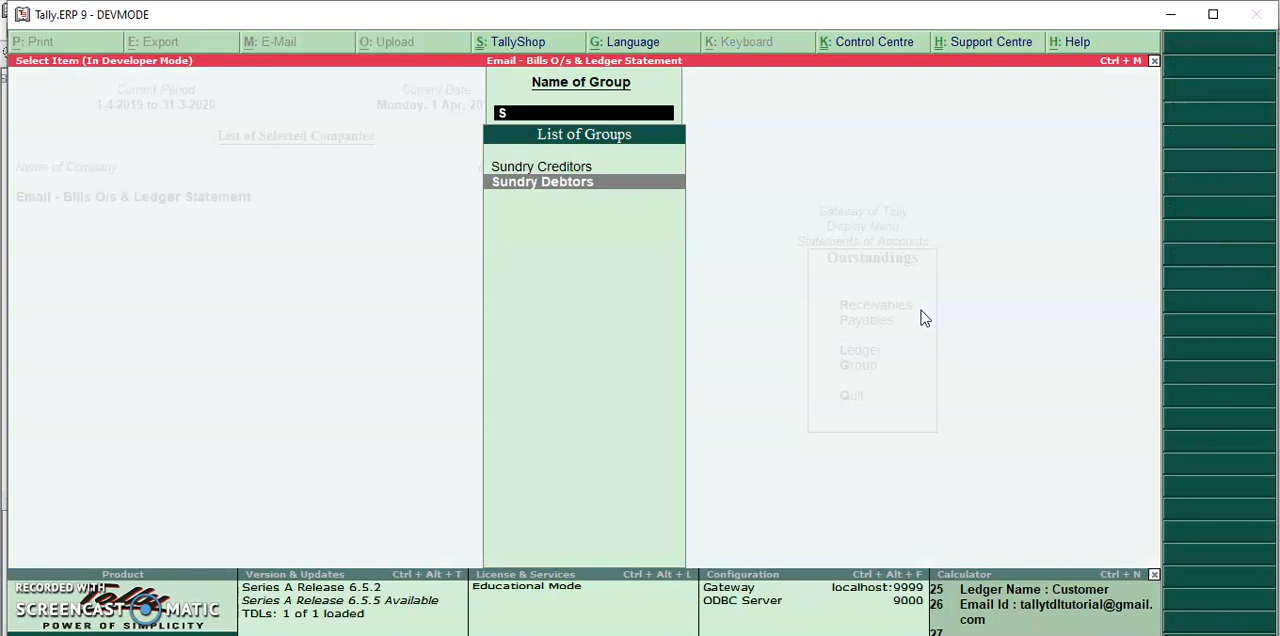 Tally.ERP 9 - DEVMODE
P: Print E: Export M: E-Mail O: Upload S: TallyShop G: Language K: Keyboard K: Control Centre H: Support Centre H: Help
Select Item (In Developer Mode) Email - Bills O/s & Ledger Statement Ctrl + M
Current Period Current Date
1-4-2019 to 31-3-2020 Monday, 1 Apr, 20
List of Selected Companies
Name of Company
Email - Bills O/s & Ledger Statement
Name of Group
S
List of Groups
Sundry Creditors
Sundry Debtors
Gateway of Tally
Display Menu
Statements of Accounts
Outstandings
Receivables
Payables
Ledger
Group
Quit
Product
RECORDED WITH
Tally
SCREENCAST MATIC
POWER OF SIMPLICITY
Version & Updates Ctrl + Alt + T
Series A Release 6.5.2
Series A Release 6.5.5 Available
TDLs: 1 of 1 loaded
License & Services Ctrl + Alt + L
Educational Mode
Configuration Ctrl + Alt + F
Gateway localhost:9999
ODBC Server 9000
Calculator Ctrl + N
25 Ledger Name : Customer
26 Email Id : tallytdltutorial@gmail.
com
27